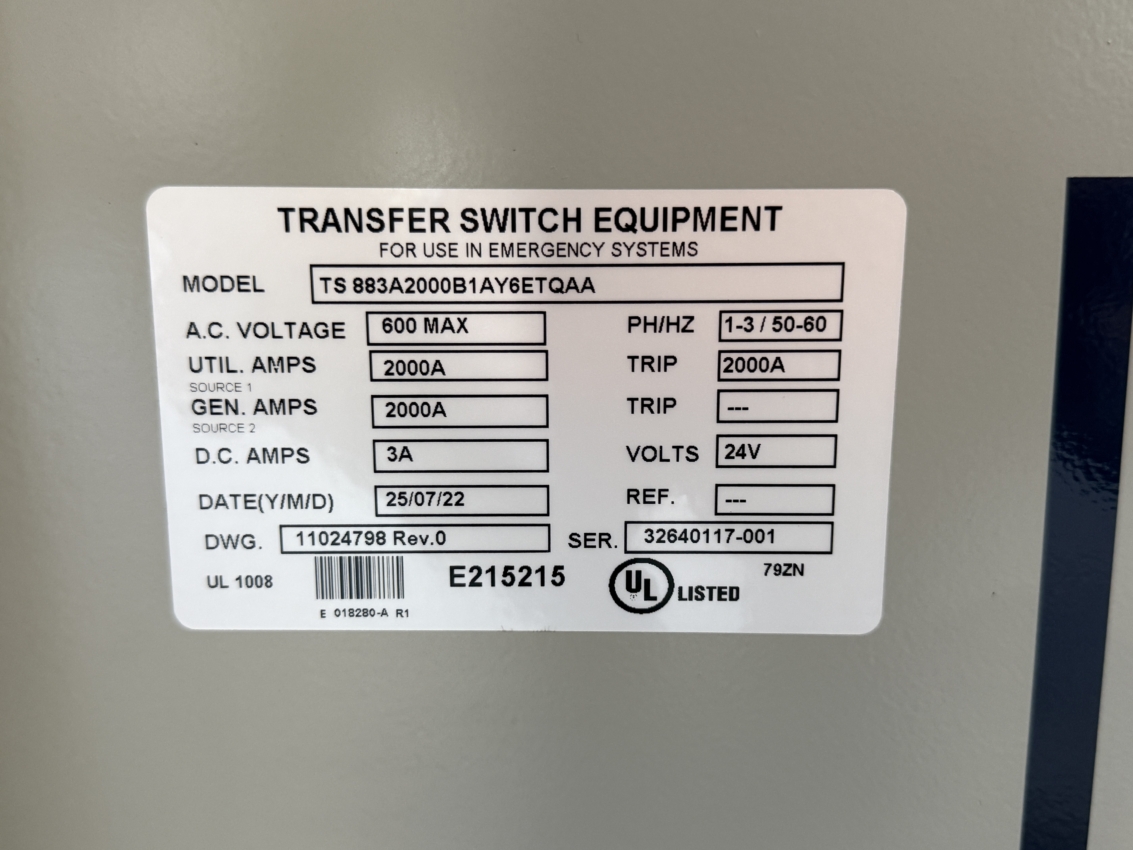 TRANSFER SWITCH EQUIPMENT
FOR USE IN EMERGENCY SYSTEMS
MODEL TS 883A2000B1AY6ETQAA
A.C. VOLTAGE 600 MAX PH/HZ 1-3 / 50-60
UTIL. AMPS 2000A TRIP 2000A
SOURCE 1
GEN. AMPS 2000A TRIP ---
SOURCE 2
D.C. AMPS 3A VOLTS 24V
DATE(Y/M/D) 25/07/22 REF. ---
DWG. 11024798 Rev.0 SER. 32640117-001
UL 1008 E215215 UL LISTED 79ZN
E 018280-A R1